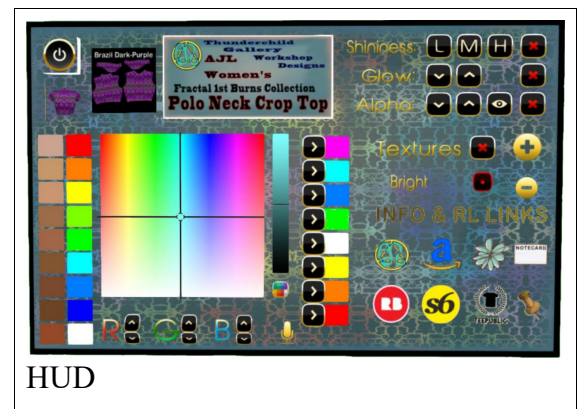 Brazil Dark-Purple
Thunderchild
Gallery
AJL Workshop
Designs
Women's
Fractal 1st Burns Collection
Polo Neck Crop Top
Shininess: L M H
Glow:
Alpha:
Textures
Bright
INFO & RL LINKS
a
NOTECARD
RB
s6
TEEPUBLIC
R G B
HUD